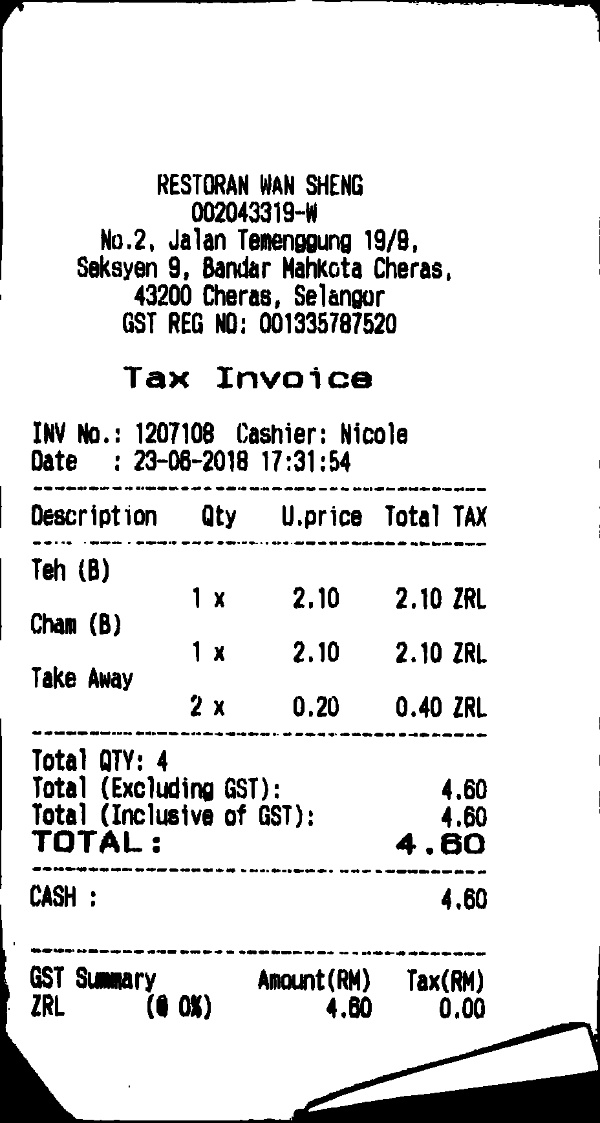 RESTORAN WAN SHENG
002043319-W
No.2, Jalan Temenggung 19/9,
Seksyen 9, Bandar Mahkota Cheras,
43200 Cheras, Selangor
GST REG NO: 001335787520
Tax Invoice
INV No.: 1207108 Cashier: Nicole
Date : 23-06-2018 17:31:54
Description Qty U.price Total TAX
Teh (B)
1 x 2.10 2.10 ZRL
Cham (B)
1 x 2.10 2.10 ZRL
Take Away
2 x 0.20 0.40 ZRL
Total QTY: 4
Total (Excluding GST): 4.60
Total (Inclusive of GST): 4.60
TOTAL: 4.60
CASH : 4.60
GST Summary Amount(RM) Tax(RM)
ZRL (@ 0%) 4.60 0.00